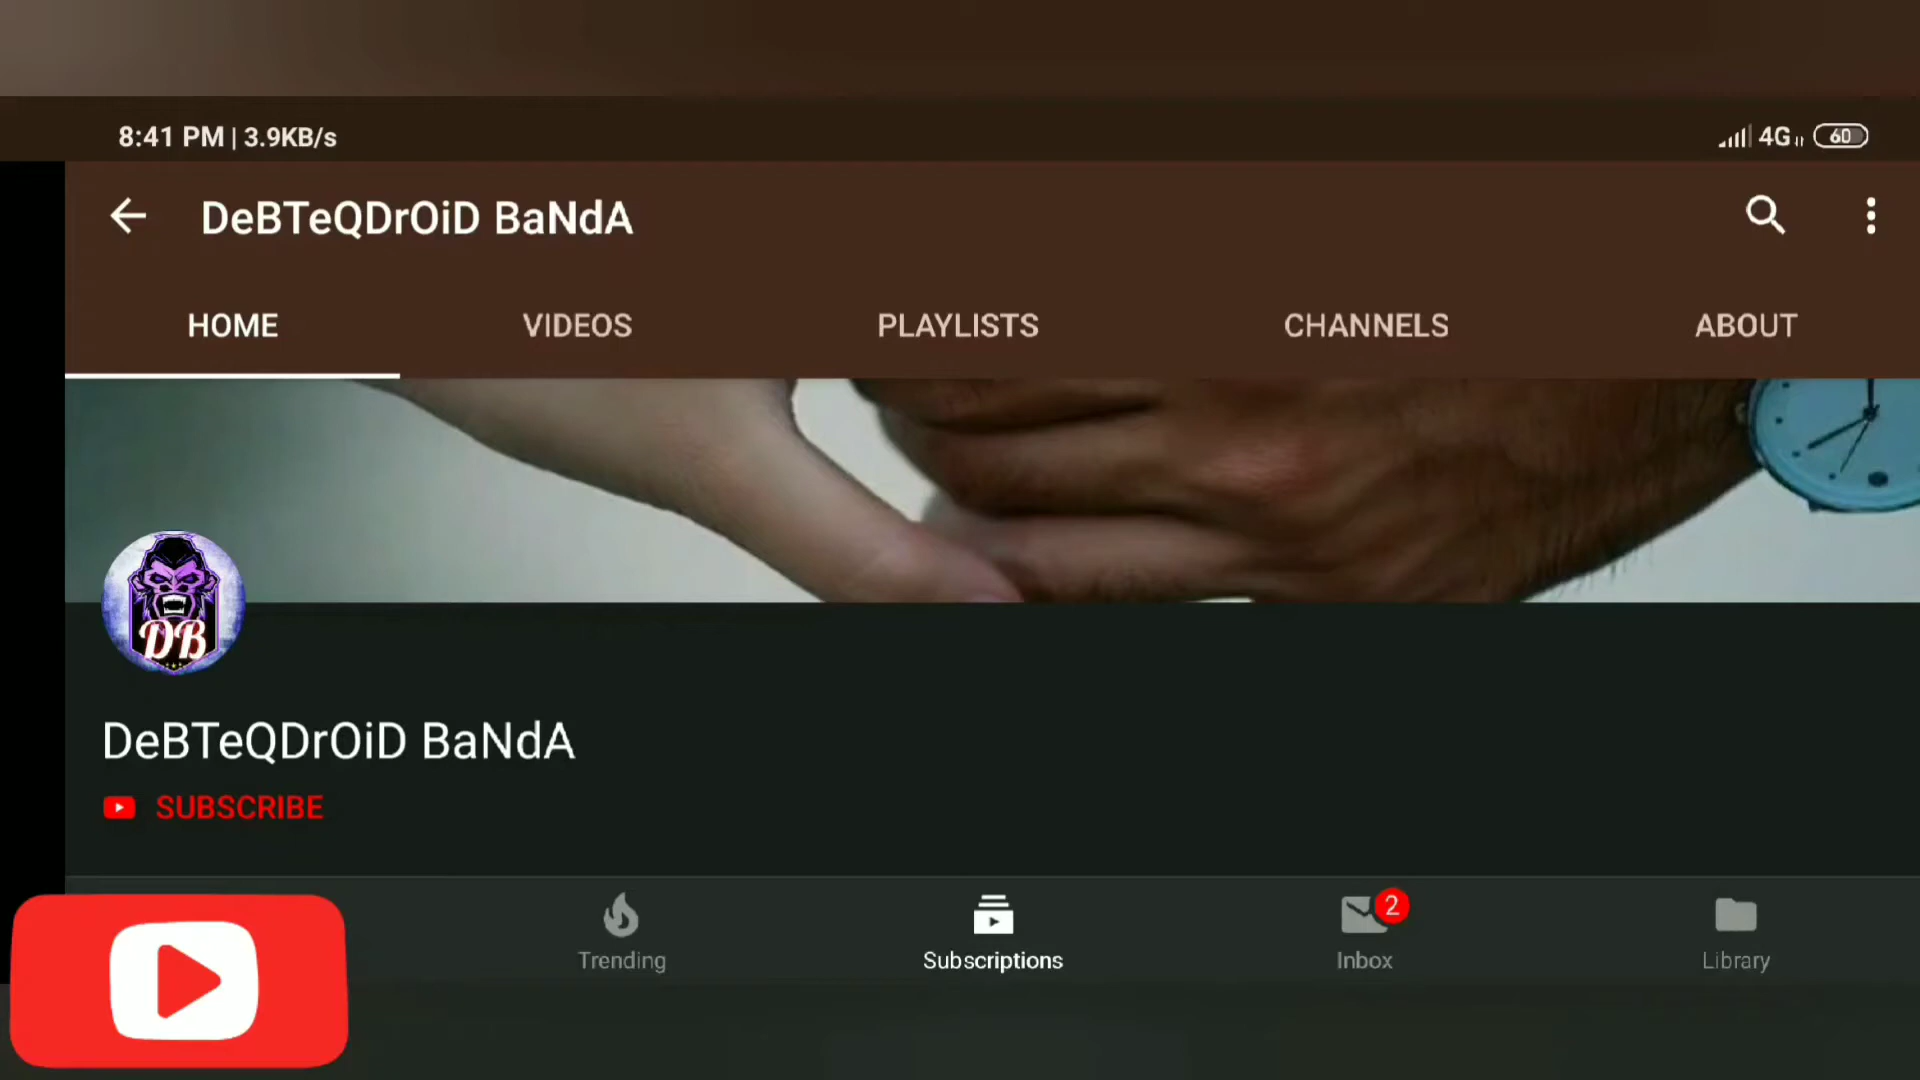 8:41 PM | 3.9KB/s 4G 60
DeBTeQDrOiD BaNdA
HOME VIDEOS PLAYLISTS CHANNELS ABOUT
DB
DeBTeQDrOiD BaNdA
SUBSCRIBE
2
Trending Subscriptions Inbox Library